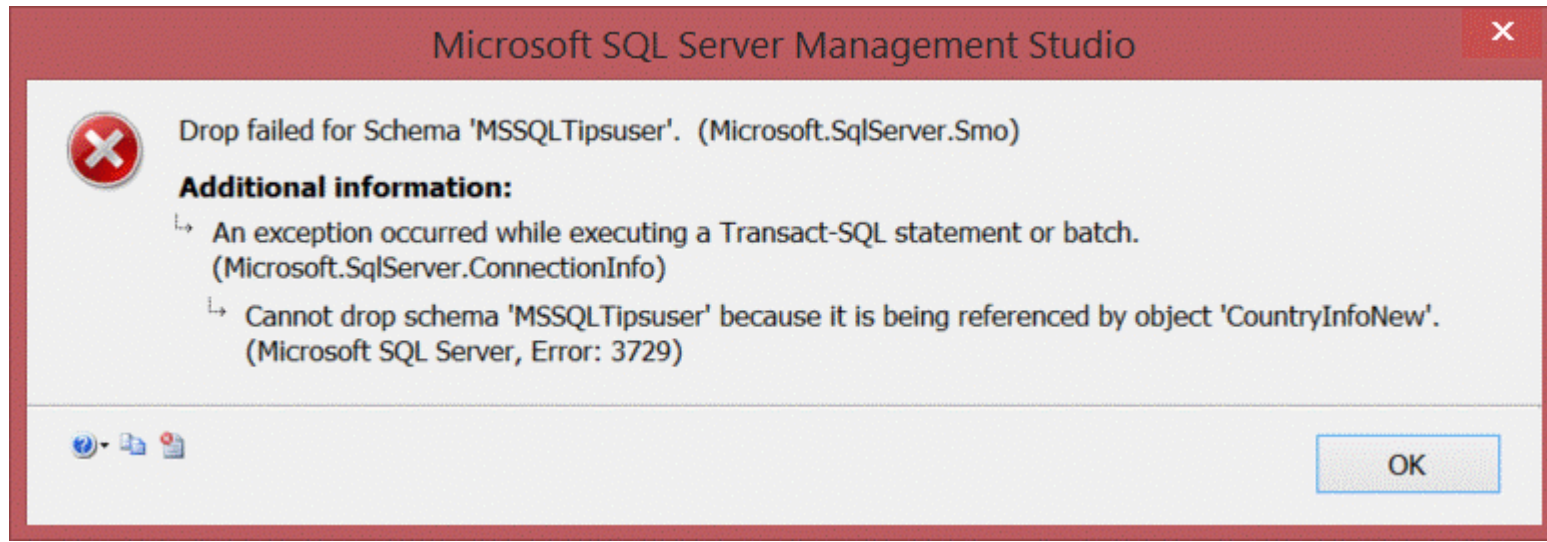 Microsoft SQL Server Management Studio
Drop failed for Schema 'MSSQLTipsuser'. (Microsoft.SqlServer.Smo)
Additional information:
An exception occurred while executing a Transact-SQL statement or batch.
(Microsoft.SqlServer.ConnectionInfo)
Cannot drop schema 'MSSQLTipsuser' because it is being referenced by object 'CountryInfoNew'.
(Microsoft SQL Server, Error: 3729)
OK